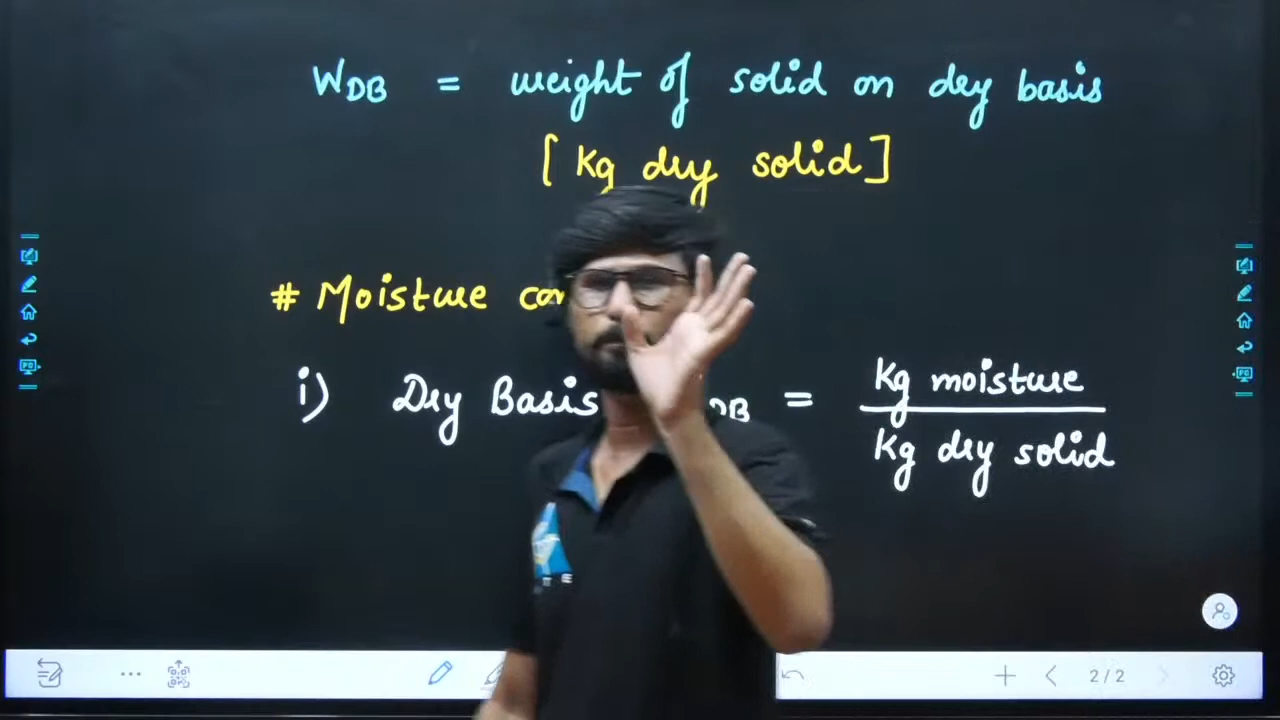 WDB = weight of solid on dry basis
[ Kg dry solid ]
# Moisture
i) Dry Basis DB = Kg moisture
Kg dry solid
2/2